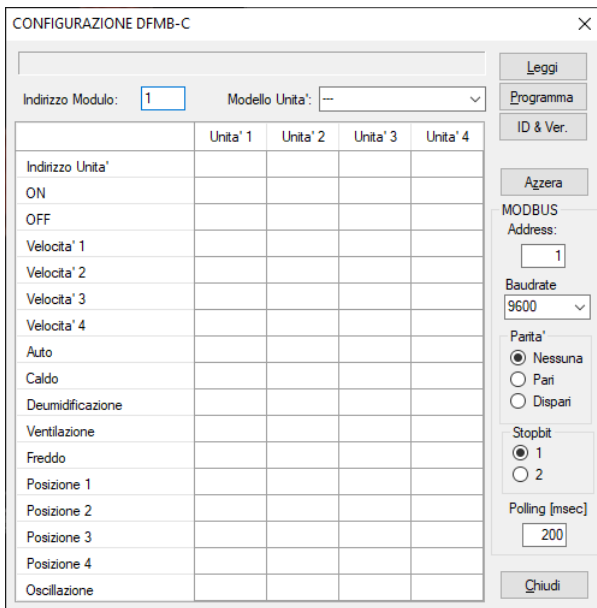 CONFIGURAZIONE DFMB-C
Leggi
Indirizzo Modulo: 1 Modello Unita': --- Programma
ID & Ver.
Unita' 1 Unita' 2 Unita' 3 Unita' 4
Indirizzo Unita'
ON
OFF
Velocita' 1
Velocita' 2
Velocita' 3
Velocita' 4
Auto
Caldo
Deumidificazione
Ventilazione
Freddo
Posizione 1
Posizione 2
Posizione 3
Posizione 4
Oscillazione
Azzera
MODBUS
Address:
1
Baudrate
9600
Parita'
Nessuna
Pari
Dispari
Stopbit
1
2
Polling [msec]
200
Chiudi